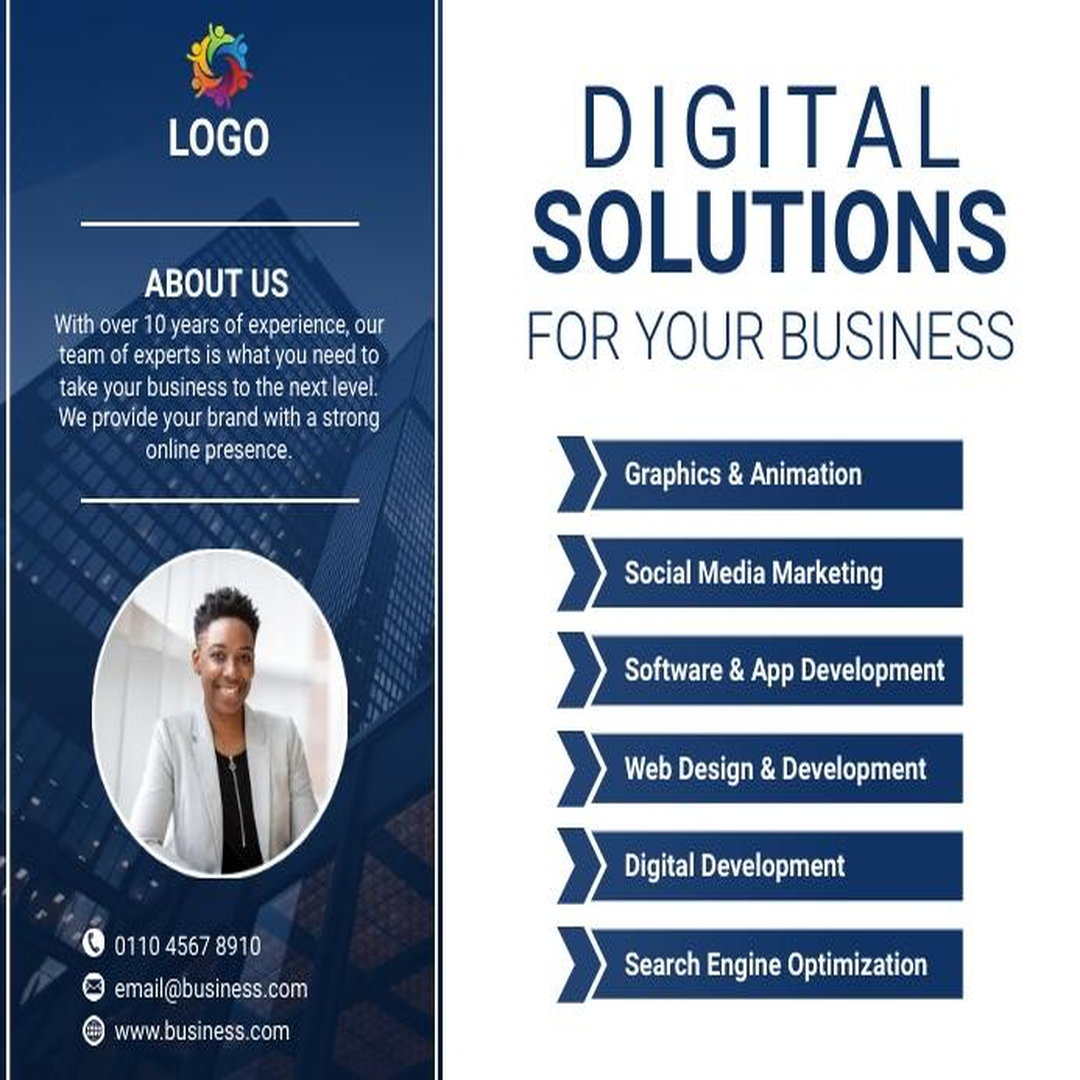 LOGO
ABOUT US
With over 10 years of experience, our
team of experts is what you need to
take your business to the next level.
We provide your brand with a strong
online presence.
0110 4567 8910
email@business.com
www.business.com
DIGITAL
SOLUTIONS
FOR YOUR BUSINESS
Graphics & Animation
Social Media Marketing
Software & App Development
Web Design & Development
Digital Development
Search Engine Optimization